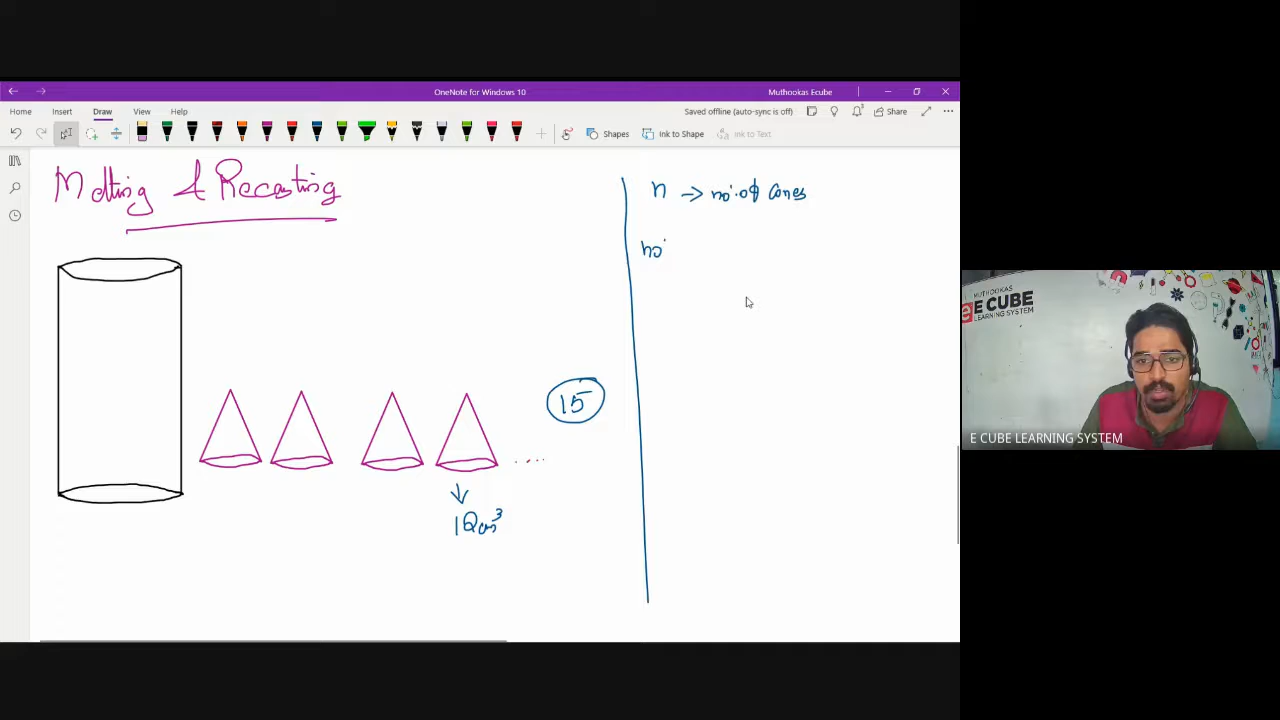 OneNote for Windows 10
Muthookas Ecube
Home Insert Draw View Help
Saved offline (auto-sync is off)
Share
Shapes
Ink to Shape
Ink to Text
Melting & Recasting
n → no. of cones
no.
15
12cm³
.....
MUTHOOKAS
E CUBE
LEARNING SYSTEM
E CUBE LEARNING SYSTEM